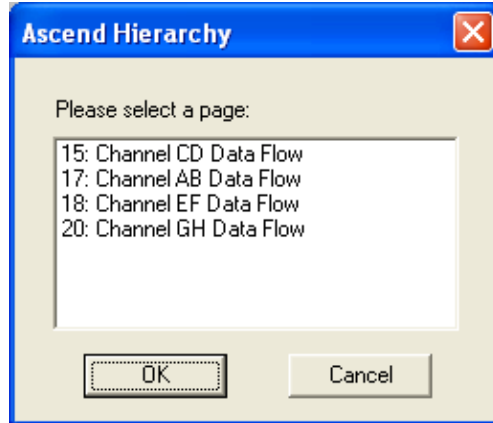 Ascend Hierarchy
Please select a page:
15: Channel CD Data Flow
17: Channel AB Data Flow
18: Channel EF Data Flow
20: Channel GH Data Flow
OK Cancel